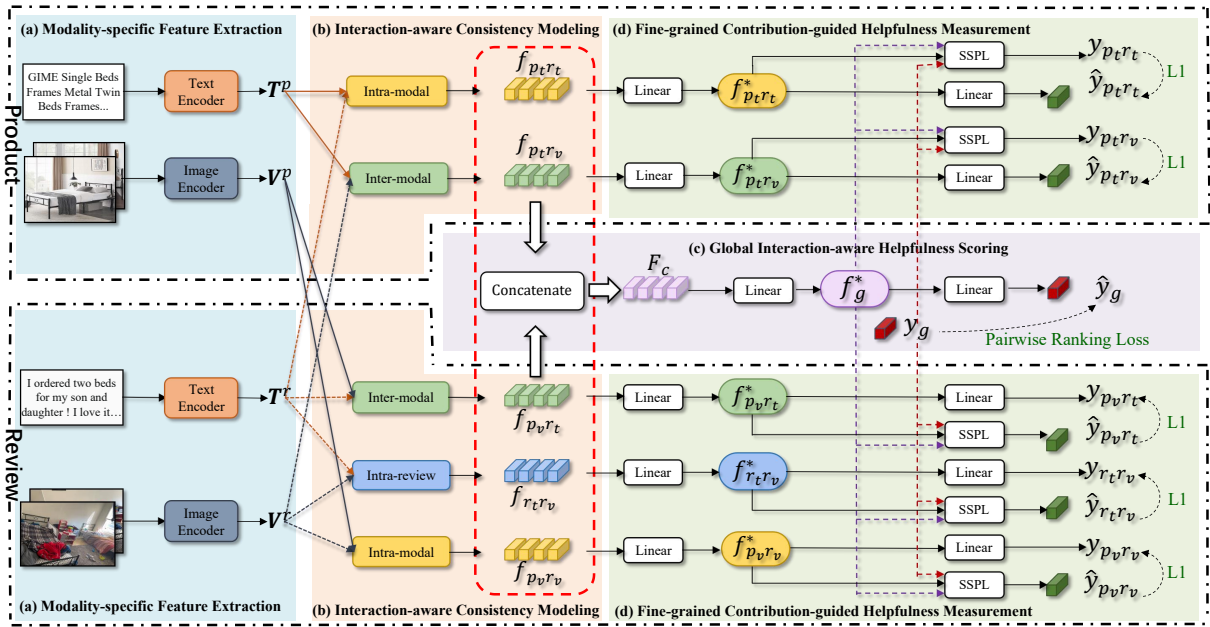 (a) Modality-specific Feature Extraction
(b) Interaction-aware Consistency Modeling
(d) Fine-grained Contribution-guided Helpfulness Measurement
Product
GIME Single Beds
Frames Metal Twin
Beds Frames...
Text
Encoder
T^p
Intra-modal
f_{p_t r_t}
Linear
f^*_{p_t r_t}
SSPL
y_{p_t r_t}
Linear
ŷ_{p_t r_t}
L1
Image
Encoder
V^p
Inter-modal
f_{p_t r_v}
Linear
f^*_{p_t r_v}
SSPL
y_{p_t r_v}
Linear
ŷ_{p_t r_v}
L1
(c) Global Interaction-aware Helpfulness Scoring
Concatenate
F_c
Linear
f^*_g
Linear
ŷ_g
y_g
Pairwise Ranking Loss
Review
I ordered two beds
for my son and
daughter ! I love it…
Text
Encoder
T^r
Inter-modal
f_{p_v r_t}
Linear
f^*_{p_v r_t}
Linear
y_{p_v r_t}
SSPL
ŷ_{p_v r_t}
L1
Intra-review
f_{r_t r_v}
Linear
f^*_{r_t r_v}
Linear
y_{r_t r_v}
SSPL
ŷ_{r_t r_v}
L1
Image
Encoder
V^r
Intra-modal
f_{p_v r_v}
Linear
f^*_{p_v r_v}
Linear
y_{p_v r_v}
SSPL
ŷ_{p_v r_v}
L1
(a) Modality-specific Feature Extraction
(b) Interaction-aware Consistency Modeling
(d) Fine-grained Contribution-guided Helpfulness Measurement